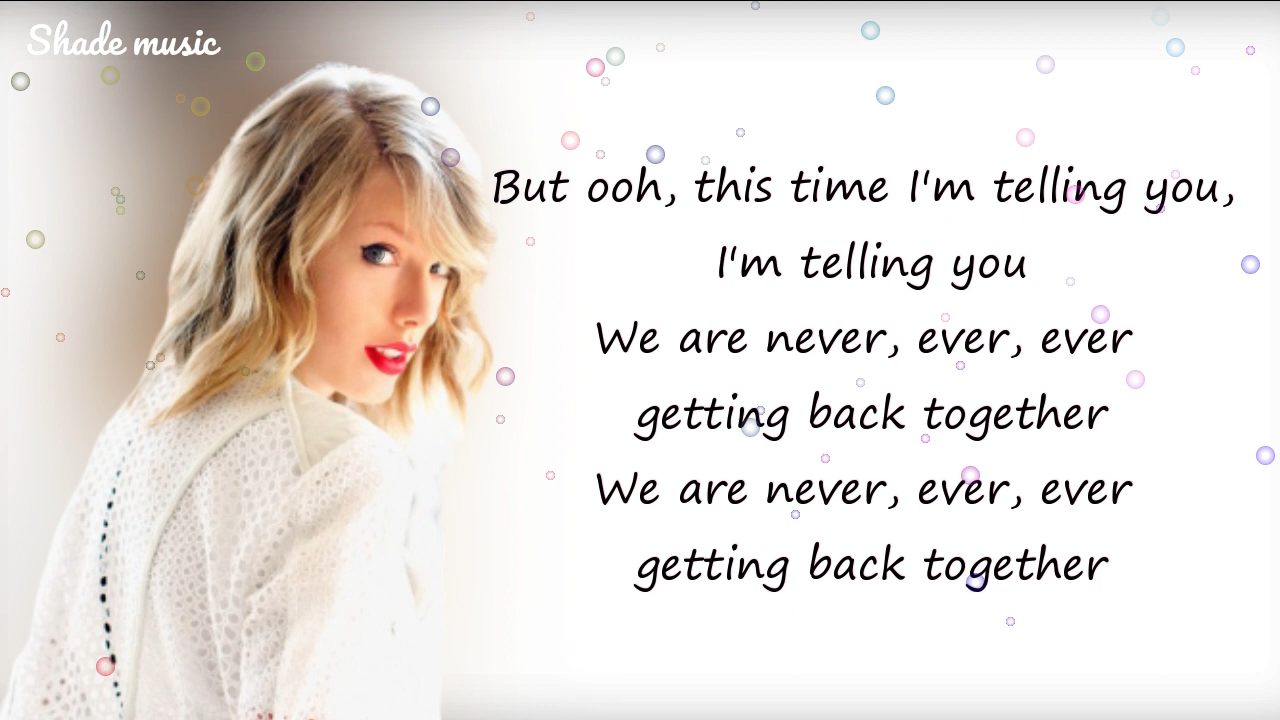 Shade music
But ooh, this time I'm telling you,
I'm telling you
We are never, ever, ever
getting back together
We are never, ever, ever
getting back together